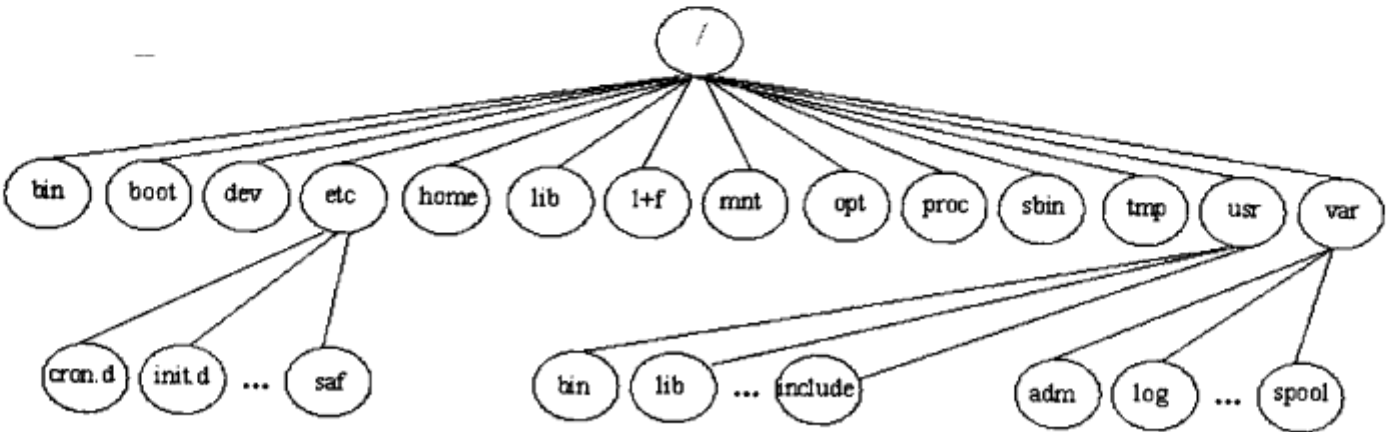 /
bin boot dev etc home lib l+f mnt opt proc sbin tmp usr var
cron.d init.d ... saf bin lib ... include adm log ... spool